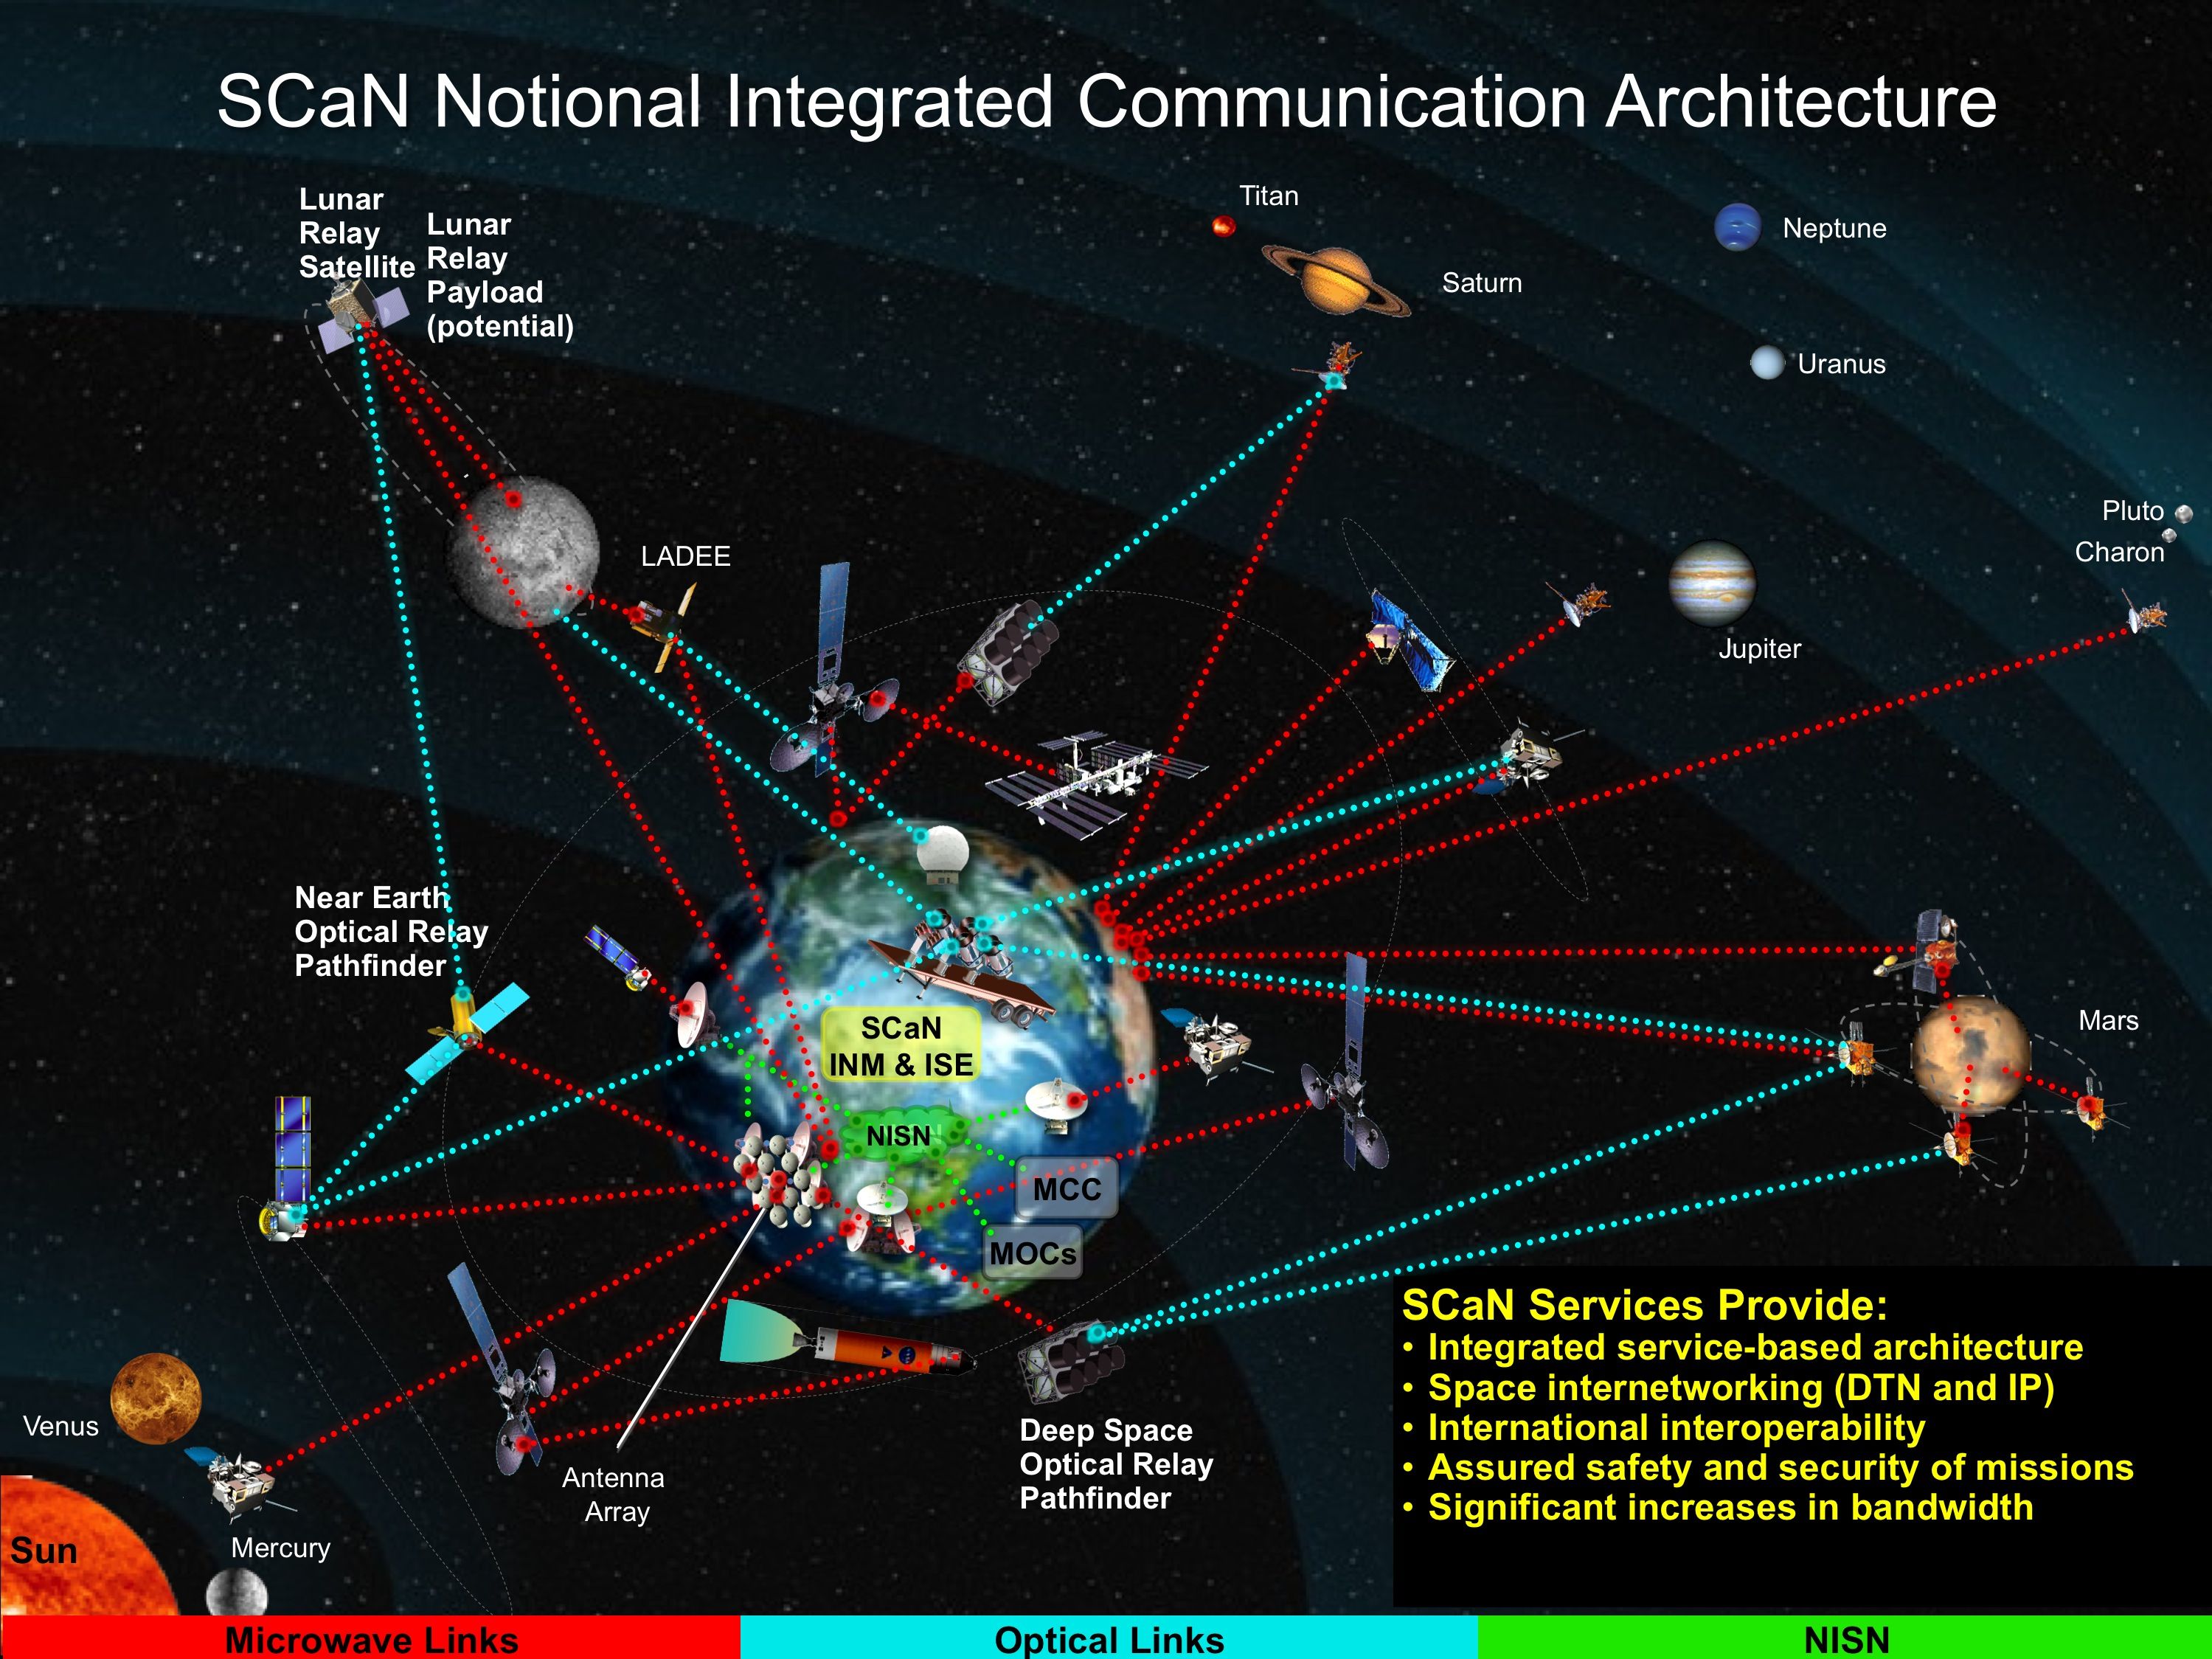 SCaN Notional Integrated Communication Architecture
Lunar
Relay
Satellite
Lunar
Relay
Payload
(potential)
Titan
Saturn
Neptune
Uranus
Pluto
Charon
LADEE
Jupiter
Near Earth
Optical Relay
Pathfinder
SCaN
INM & ISE
Mars
NISN
MCC
MOCs
SCaN Services Provide:
• Integrated service-based architecture
• Space internetworking (DTN and IP)
• International interoperability
• Assured safety and security of missions
• Significant increases in bandwidth
Venus
Deep Space
Optical Relay
Pathfinder
Antenna
Array
Sun
Mercury
Microwave Links
Optical Links
NISN